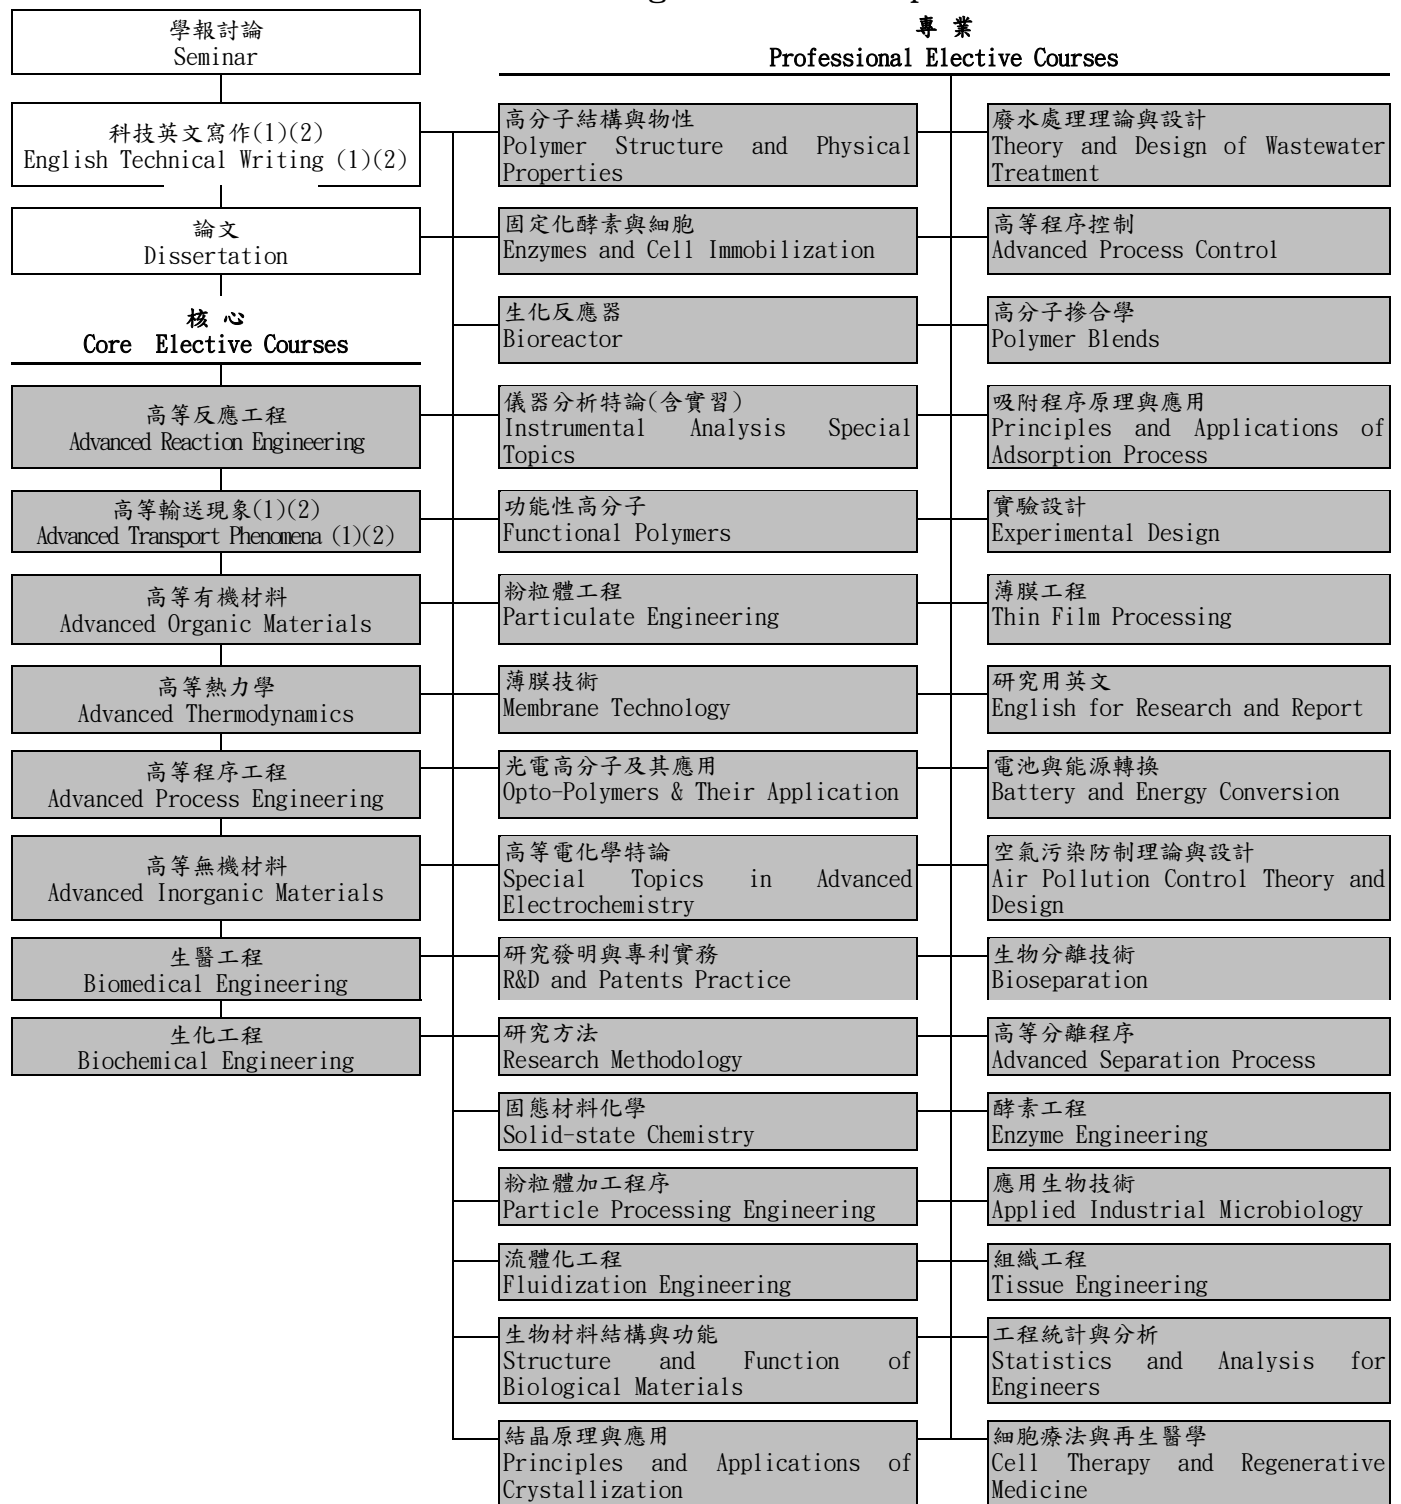 學報討論
Seminar
科技英文寫作(1)(2)
English Technical Writing (1)(2)
論文
Dissertation
核 心
Core Elective Courses
高等反應工程
Advanced Reaction Engineering
高等輸送現象(1)(2)
Advanced Transport Phenomena (1)(2)
高等有機材料
Advanced Organic Materials
高等熱力學
Advanced Thermodynamics
高等程序工程
Advanced Process Engineering
高等無機材料
Advanced Inorganic Materials
生醫工程
Biomedical Engineering
生化工程
Biochemical Engineering
專 業
Professional Elective Courses
高分子結構與物性
Polymer Structure and Physical
Properties
固定化酵素與細胞
Enzymes and Cell Immobilization
生化反應器
Bioreactor
儀器分析特論(含實習)
Instrumental Analysis Special
Topics
功能性高分子
Functional Polymers
粉粒體工程
Particulate Engineering
薄膜技術
Membrane Technology
光電高分子及其應用
Opto-Polymers & Their Application
高等電化學特論
Special Topics in Advanced
Electrochemistry
研究發明與專利實務
R&D and Patents Practice
研究方法
Research Methodology
固態材料化學
Solid-state Chemistry
粉粒體加工程序
Particle Processing Engineering
流體化工程
Fluidization Engineering
生物材料結構與功能
Structure and Function of
Biological Materials
結晶原理與應用
Principles and Applications of
Crystallization
廢水處理理論與設計
Theory and Design of Wastewater
Treatment
高等程序控制
Advanced Process Control
高分子摻合學
Polymer Blends
吸附程序原理與應用
Principles and Applications of
Adsorption Process
實驗設計
Experimental Design
薄膜工程
Thin Film Processing
研究用英文
English for Research and Report
電池與能源轉換
Battery and Energy Conversion
空氣污染防制理論與設計
Air Pollution Control Theory and
Design
生物分離技術
Bioseparation
高等分離程序
Advanced Separation Process
酵素工程
Enzyme Engineering
應用生物技術
Applied Industrial Microbiology
組織工程
Tissue Engineering
工程統計與分析
Statistics and Analysis for
Engineers
細胞療法與再生醫學
Cell Therapy and Regenerative
Medicine